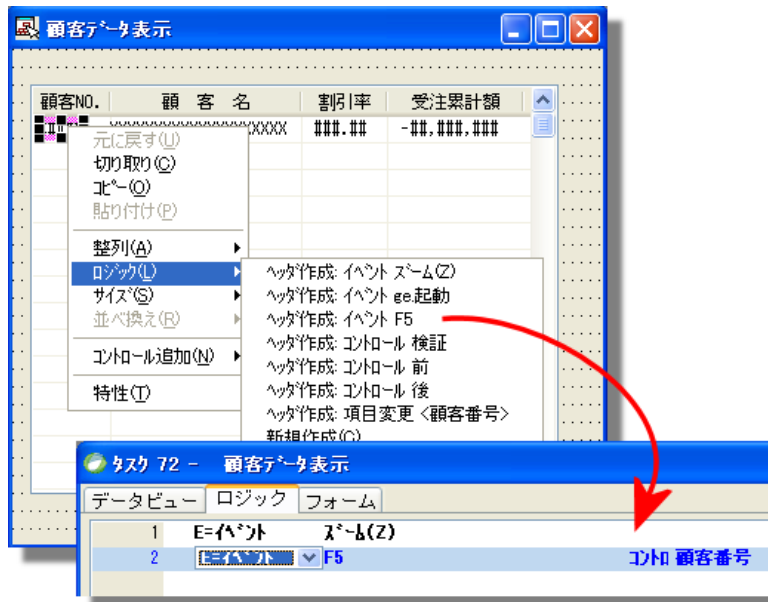 顧客ﾃﾞｰﾀ表示
顧客NO. 顧 客 名 割引率 受注累計額
###.## -##,###,###
元に戻す(U)
切り取り(C)
ｺﾋﾟｰ(O)
貼り付け(P)
整列(A)
ﾛｼﾞｯｸ(L)
ｻｲｽﾞ(S)
並べ換え(R)
ｺﾝﾄﾛｰﾙ追加(N)
特性(T)
ﾍｯﾀﾞ作成: ｲﾍﾞﾝﾄ ｽﾞｰﾑ(Z)
ﾍｯﾀﾞ作成: ｲﾍﾞﾝﾄ ge.起動
ﾍｯﾀﾞ作成: ｲﾍﾞﾝﾄ F5
ﾍｯﾀﾞ作成: ｺﾝﾄﾛｰﾙ 検証
ﾍｯﾀﾞ作成: ｺﾝﾄﾛｰﾙ 前
ﾍｯﾀﾞ作成: ｺﾝﾄﾛｰﾙ 後
ﾍｯﾀﾞ作成: 項目変更 <顧客番号>
新規作成(C)
ﾀｽｸ 72 - 顧客ﾃﾞｰﾀ表示
データビュー ロジック フォーム
1 E=ｲﾍﾞﾝﾄ ｽﾞｰﾑ(Z)
2 E=ｲﾍﾞﾝﾄ F5 ｺﾝﾄﾛ 顧客番号